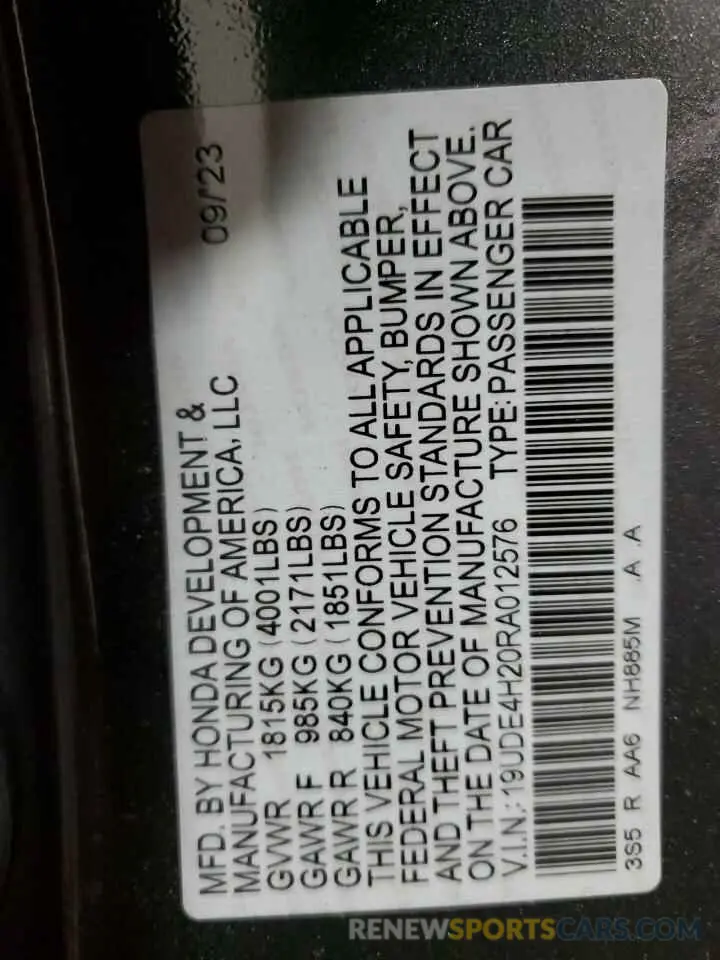 MFD. BY HONDA DEVELOPMENT & 09/23
MANUFACTURING OF AMERICA, LLC
GVWR 1815KG (4001LBS)
GAWR F 985KG (2171LBS)
GAWR R 840KG (1851LBS)
THIS VEHICLE CONFORMS TO ALL APPLICABLE
FEDERAL MOTOR VEHICLE SAFETY, BUMPER,
AND THEFT PREVENTION STANDARDS IN EFFECT
ON THE DATE OF MANUFACTURE SHOWN ABOVE.
V.I.N.: 19UDE4H20RA012576 TYPE: PASSENGER CAR
3S5 R AA6 NH885M .A .A
RENEWSPORTSCARS.COM